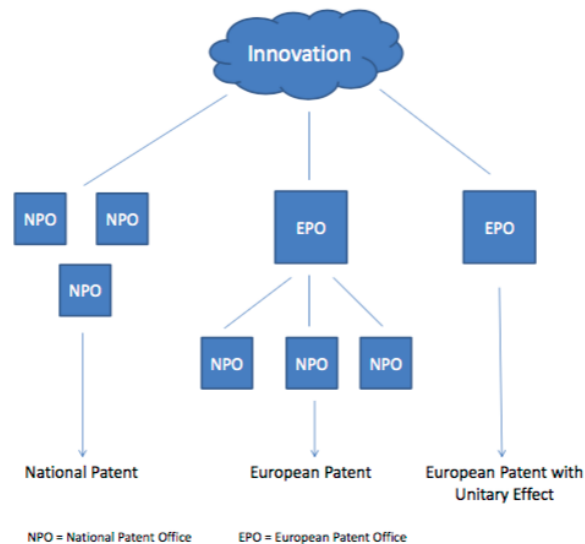 Innovation
NPO
NPO
EPO
EPO
NPO
NPO
NPO
NPO
National Patent
European Patent
European Patent with
Unitary Effect
NPO = National Patent Office
EPO = European Patent Office